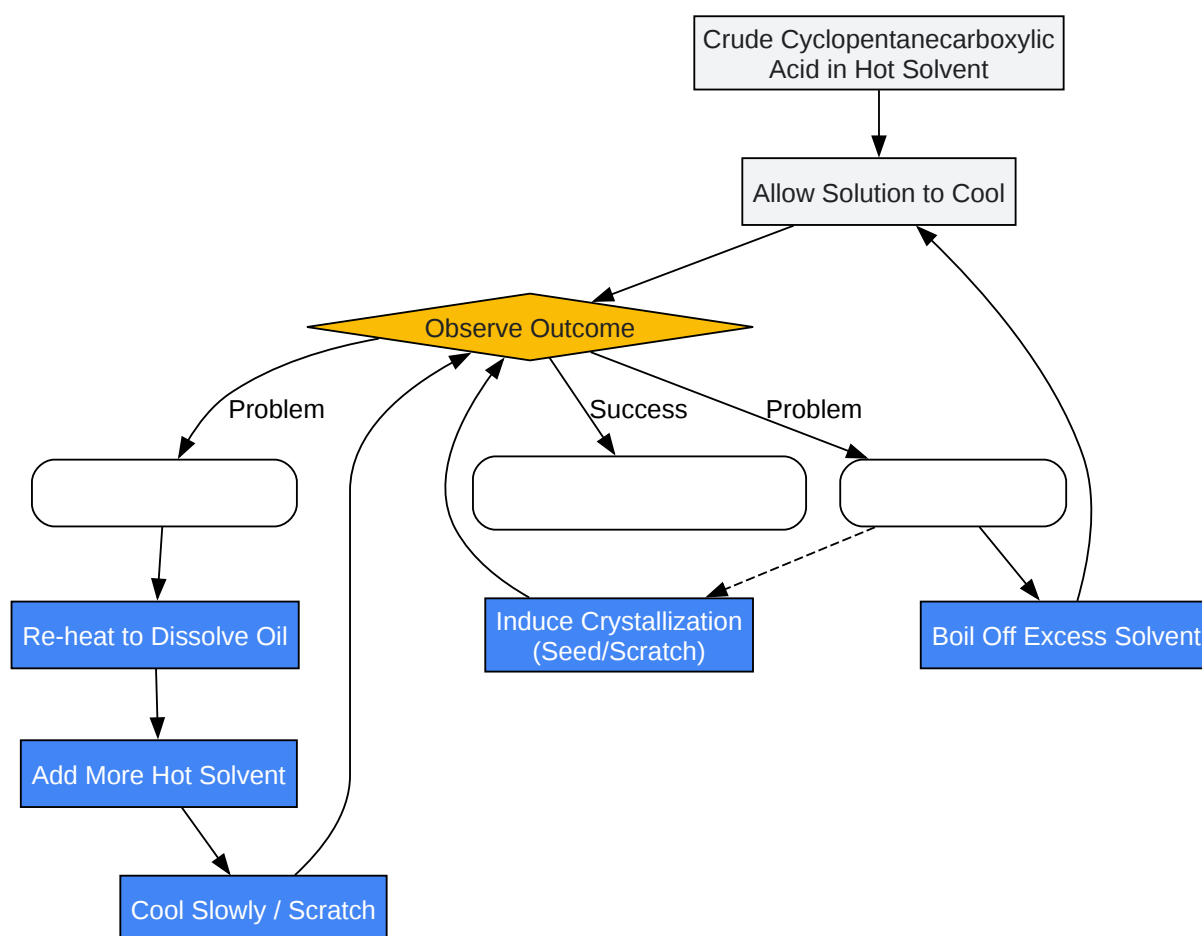 Crude Cyclopentanecarboxylic
Acid in Hot Solvent
Allow Solution to Cool
Observe Outcome
Problem
Success
Problem
Induce Crystallization
(Seed/Scratch)
Re-heat to Dissolve Oil
Boil Off Excess Solvent
Add More Hot Solvent
Cool Slowly / Scratch